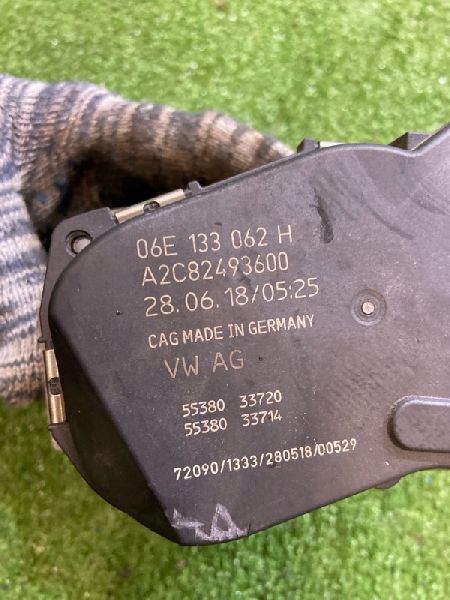 06E 133 062 H
A2C82493600
28.06.18/05:25
CAG MADE IN GERMANY
VW AG
55380 33720
55380 33714
72090/1333/280518/00529